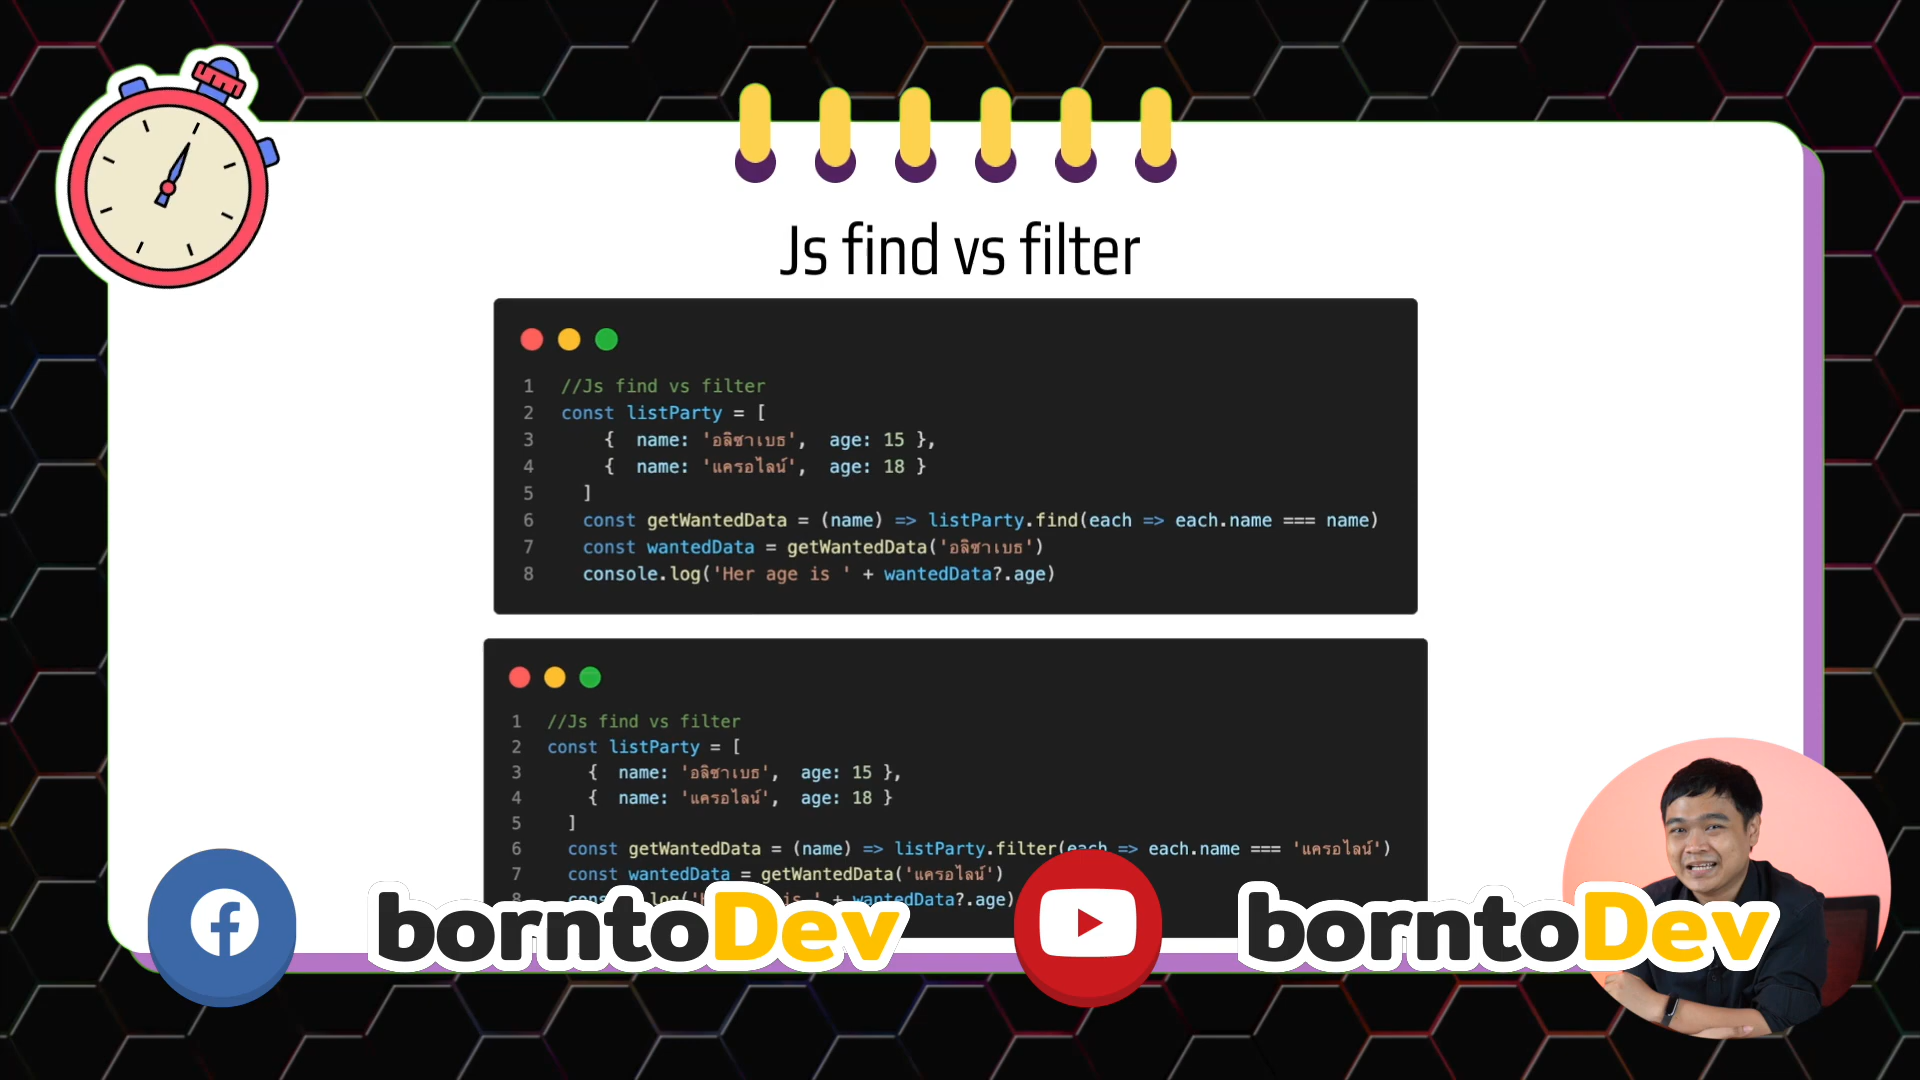 Js find vs filter
1 //Js find vs filter
2 const listParty = [
3 { name: 'อลิซาเบธ', age: 15 },
4 { name: 'แครอไลน์', age: 18 }
5 ]
6 const getWantedData = (name) => listParty.find(each => each.name === name)
7 const wantedData = getWantedData('อลิซาเบธ')
8 console.log('Her age is ' + wantedData?.age)
1 //Js find vs filter
2 const listParty = [
3 { name: 'อลิซาเบธ', age: 15 },
4 { name: 'แครอไลน์', age: 18 }
5 ]
6 const getWantedData = (name) => listParty.filter(each => each.name === 'แครอไลน์')
7 const wantedData = getWantedData('แครอไลน์')
8 + wantedData?.age)
borntoDev
borntoDev